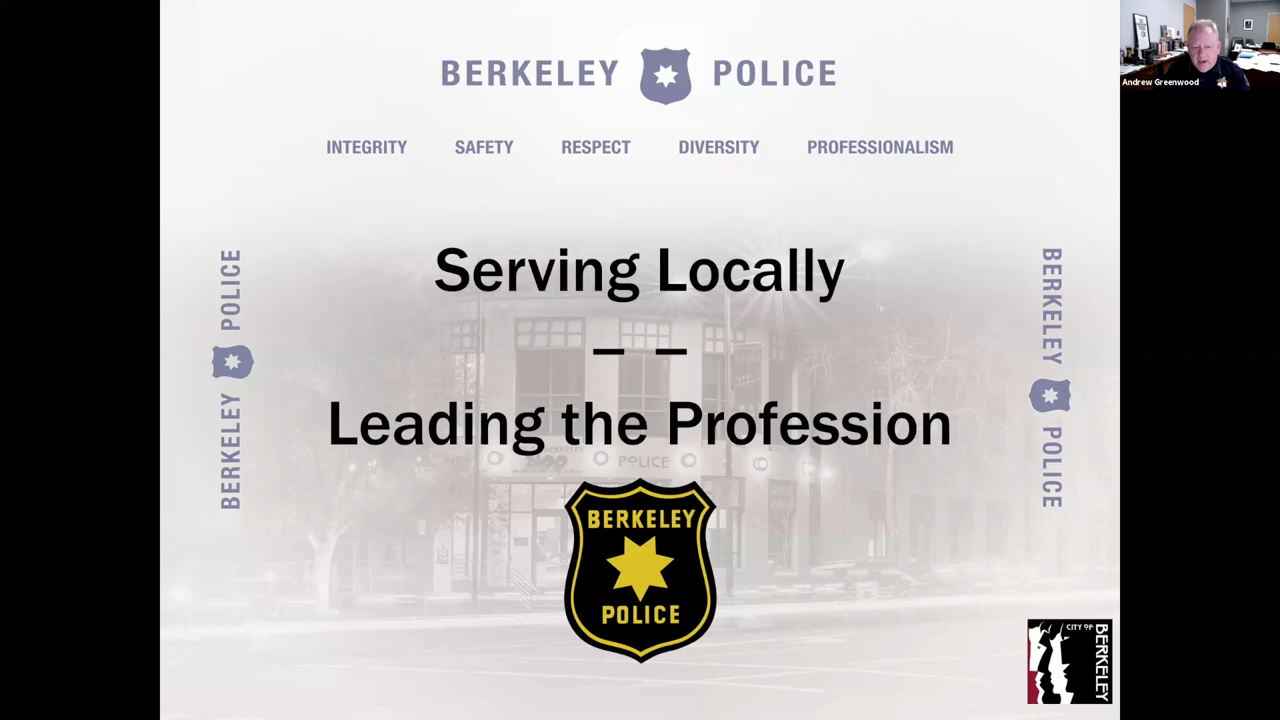 BERKELEY POLICE
Andrew Greenwood
INTEGRITY SAFETY RESPECT DIVERSITY PROFESSIONALISM
Serving Locally
– –
Leading the Profession
BERKELEY POLICE
BERKELEY POLICE
POLICE
BERKELEY
POLICE
CITY OF
BERKELEY